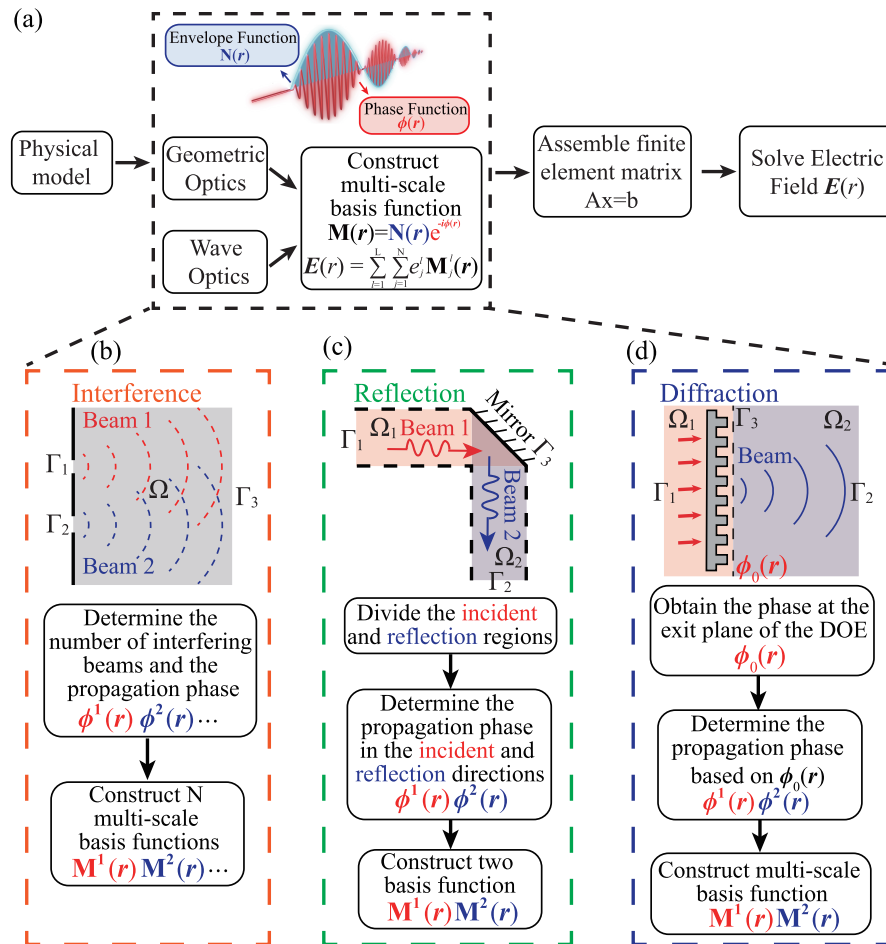 (a)
Envelope Function
N(r)
Phase Function
ϕ(r)
Physical
model
Geometric
Optics
Wave
Optics
Construct
multi-scale
basis function
M(r)=N(r)e^{-iϕ(r)}
E(r) = \sum_{l=1}^{L} \sum_{j=1}^{N} e_j^l M_j^l(r)
Assemble finite
element matrix
Ax=b
Solve Electric
Field E(r)
(b)
Interference
Beam 1
Γ1
Ω
Γ3
Γ2
Beam 2
Determine the
number of interfering
beams and the
propagation phase
ϕ¹(r) ϕ²(r)···
Construct N
multi-scale
basis functions
M¹(r) M²(r)···
(c)
Reflection
Mirror Γ3
Γ1
Ω1
Beam 1
Beam 2
Ω2
Γ2
Divide the incident
and reflection regions
Determine the
propagation phase
in the incident and
reflection directions
ϕ¹(r) ϕ²(r)
Construct two
basis function
M¹(r) M²(r)
(d)
Diffraction
Ω1
Γ3
Ω2
Beam
Γ1
Γ2
ϕ0(r)
Obtain the phase at the
exit plane of the DOE
ϕ0(r)
Determine the
propagation phase
based on ϕ0(r)
ϕ¹(r) ϕ²(r)
Construct multi-scale
basis function
M¹(r) M²(r)